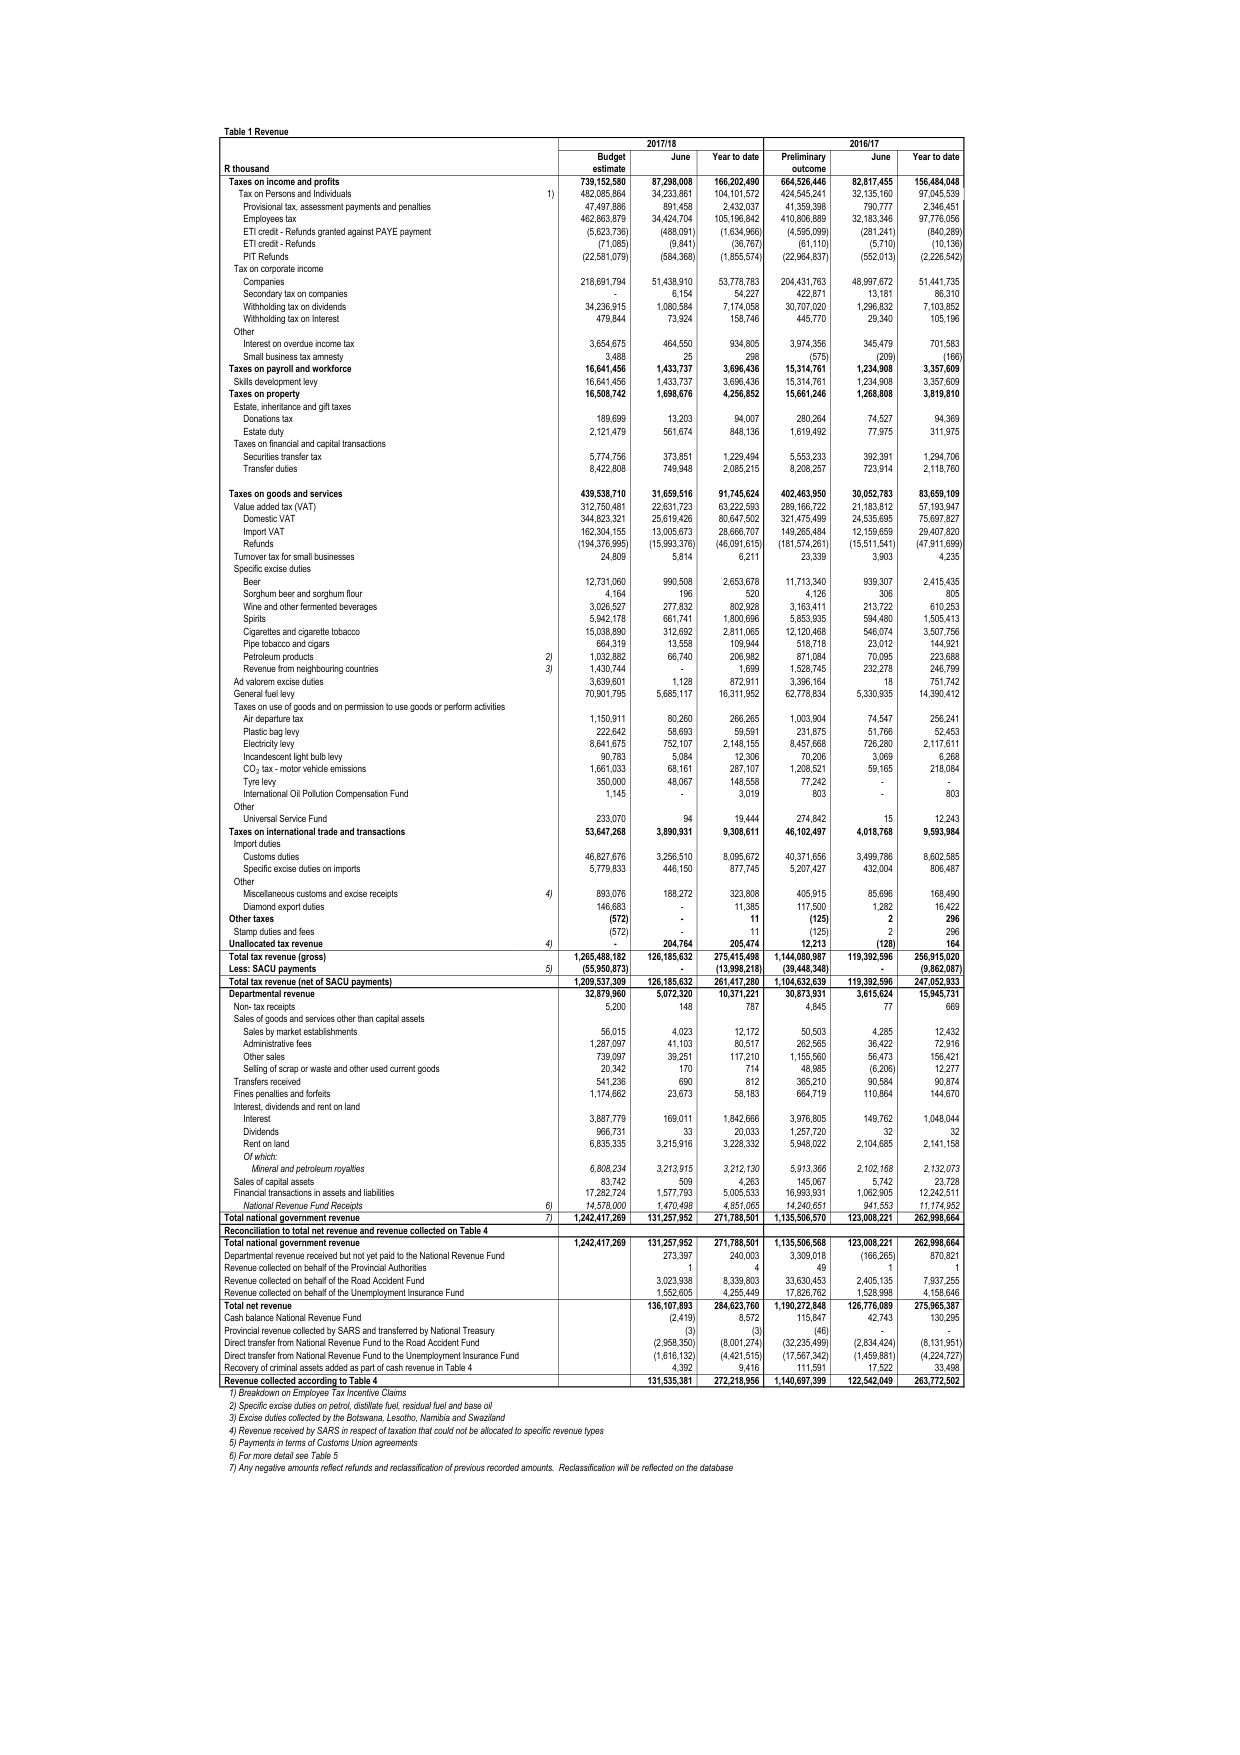 Table 1 Revenue
2017/18 2016/17
Budget June Year to date Preliminary June Year to date
R thousand estimate outcome
Taxes on income and profits 739,152,580 87,298,008 166,202,490 664,526,446 82,817,455 156,484,048
Tax on Persons and Individuals 1) 482,085,864 34,233,861 104,101,572 424,545,241 32,135,160 97,045,539
Provisional tax, assessment payments and penalties 47,497,886 891,458 2,432,037 41,359,398 790,777 2,346,451
Employees tax 462,863,879 34,424,704 105,196,842 410,806,889 32,183,346 97,776,056
ETI credit - Refunds granted against PAYE payment (5,623,736) (488,091) (1,634,966) (4,595,099) (281,241) (840,289)
ETI credit - Refunds (71,085) (9,841) (36,767) (61,110) (5,710) (10,136)
PIT Refunds (22,581,079) (584,368) (1,855,574) (22,964,837) (552,013) (2,226,542)
Tax on corporate income
Companies 218,691,794 51,438,910 53,778,783 204,431,763 48,997,672 51,441,735
Secondary tax on companies - 6,154 54,227 422,871 13,181 86,310
Withholding tax on dividends 34,236,915 1,080,584 7,174,058 30,707,020 1,296,832 7,103,852
Withholding tax on Interest 479,844 73,924 158,746 445,770 29,340 105,196
Other
Interest on overdue income tax 3,654,675 464,550 934,805 3,974,356 345,479 701,583
Small business tax amnesty 3,488 25 298 (575) (209) (166)
Taxes on payroll and workforce 16,641,456 1,433,737 3,696,436 15,314,761 1,234,908 3,357,609
Skills development levy 16,641,456 1,433,737 3,696,436 15,314,761 1,234,908 3,357,609
Taxes on property 16,508,742 1,698,676 4,256,852 15,661,246 1,268,808 3,819,810
Estate, inheritance and gift taxes
Donations tax 189,699 13,203 94,007 280,264 74,527 94,369
Estate duty 2,121,479 561,674 848,136 1,619,492 77,975 311,975
Taxes on financial and capital transactions
Securities transfer tax 5,774,756 373,851 1,229,494 5,553,233 392,391 1,294,706
Transfer duties 8,422,808 749,948 2,085,215 8,208,257 723,914 2,118,760
Taxes on goods and services 439,538,710 31,659,516 91,745,624 402,463,950 30,052,783 83,659,109
Value added tax (VAT) 312,750,481 22,631,723 63,222,593 289,166,722 21,183,812 57,193,947
Domestic VAT 344,823,321 25,619,426 80,647,502 321,475,499 24,535,695 75,697,827
Import VAT 162,304,155 13,005,673 28,666,707 149,265,484 12,159,659 29,407,820
Refunds (194,376,995) (15,993,376) (46,091,615) (181,574,261) (15,511,541) (47,911,699)
Turnover tax for small businesses 24,809 5,814 6,211 23,339 3,903 4,235
Specific excise duties
Beer 12,731,060 990,508 2,653,678 11,713,340 939,307 2,415,435
Sorghum beer and sorghum flour 4,164 196 520 4,126 306 805
Wine and other fermented beverages 3,026,527 277,832 802,928 3,163,411 213,722 610,253
Spirits 5,942,178 661,741 1,800,696 5,853,935 594,480 1,505,413
Cigarettes and cigarette tobacco 15,038,890 312,692 2,811,065 12,120,468 546,074 3,507,756
Pipe tobacco and cigars 664,319 13,558 109,944 518,718 23,012 144,921
Petroleum products 2) 1,032,882 66,740 206,982 871,084 70,095 223,688
Revenue from neighbouring countries 3) 1,430,744 - 1,699 1,528,745 232,278 246,799
Ad valorem excise duties 3,639,601 1,128 872,911 3,396,164 18 751,742
General fuel levy 70,901,795 5,685,117 16,311,952 62,778,834 5,330,935 14,390,412
Taxes on use of goods and on permission to use goods or perform activities
Air departure tax 1,150,911 80,260 266,265 1,003,904 74,547 256,241
Plastic bag levy 222,642 58,693 59,591 231,875 51,766 52,453
Electricity levy 8,641,675 752,107 2,148,155 8,457,668 726,280 2,117,611
Incandescent light bulb levy 90,783 5,084 12,306 70,206 3,069 6,268
CO2 tax - motor vehicle emissions 1,661,033 68,161 287,107 1,208,521 59,165 218,084
Tyre levy 350,000 48,067 148,558 77,242 - -
International Oil Pollution Compensation Fund 1,145 - 3,019 803 - 803
Other
Universal Service Fund 233,070 94 19,444 274,842 15 12,243
Taxes on international trade and transactions 53,647,268 3,890,931 9,308,611 46,102,497 4,018,768 9,593,984
Import duties
Customs duties 46,827,676 3,256,510 8,095,672 40,371,656 3,499,786 8,602,585
Specific excise duties on imports 5,779,833 446,150 877,745 5,207,427 432,004 806,487
Other
Miscellaneous customs and excise receipts 4) 893,076 188,272 323,808 405,915 85,696 168,490
Diamond export duties 146,683 - 11,385 117,500 1,282 16,422
Other taxes (572) - 11 (125) 2 296
Stamp duties and fees (572) - 11 (125) 2 296
Unallocated tax revenue 4) - 204,764 205,474 12,213 (128) 164
Total tax revenue (gross) 1,265,488,182 126,185,632 275,415,498 1,144,080,987 119,392,596 256,915,020
Less: SACU payments 5) (55,950,873) - (13,998,218) (39,448,348) - (9,862,087)
Total tax revenue (net of SACU payments) 1,209,537,309 126,185,632 261,417,280 1,104,632,639 119,392,596 247,052,933
Departmental revenue 32,879,960 5,072,320 10,371,221 30,873,931 3,615,624 15,945,731
Non- tax receipts 5,200 148 787 4,845 77 669
Sales of goods and services other than capital assets
Sales by market establishments 56,015 4,023 12,172 50,503 4,285 12,432
Administrative fees 1,287,097 41,103 80,517 262,565 36,422 72,916
Other sales 739,097 39,251 117,210 1,155,560 56,473 156,421
Selling of scrap or waste and other used current goods 20,342 170 714 48,985 (6,206) 12,277
Transfers received 541,236 690 812 365,210 90,584 90,874
Fines penalties and forfeits 1,174,662 23,673 58,183 664,719 110,864 144,670
Interest, dividends and rent on land
Interest 3,887,779 169,011 1,842,666 3,976,805 149,762 1,048,044
Dividends 966,731 33 20,033 1,257,720 32 32
Rent on land 6,835,335 3,215,916 3,228,332 5,948,022 2,104,685 2,141,158
Of which:
Mineral and petroleum royalties 6,808,234 3,213,915 3,212,130 5,913,366 2,102,168 2,132,073
Sales of capital assets 83,742 509 4,263 145,067 5,742 23,728
Financial transactions in assets and liabilities 17,282,724 1,577,793 5,005,533 16,993,931 1,062,905 12,242,511
National Revenue Fund Receipts 6) 14,578,000 1,470,498 4,851,065 14,240,651 941,553 11,174,952
Total national government revenue 7) 1,242,417,269 131,257,952 271,788,501 1,135,506,570 123,008,221 262,998,664
Reconciliation to total net revenue and revenue collected on Table 4
Total national government revenue 1,242,417,269 131,257,952 271,788,501 1,135,506,568 123,008,221 262,998,664
Departmental revenue received but not yet paid to the National Revenue Fund 273,397 240,003 3,309,018 (166,265) 870,821
Revenue collected on behalf of the Provincial Authorities 1 4 49 1 1
Revenue collected on behalf of the Road Accident Fund 3,023,938 8,339,803 33,630,453 2,405,135 7,937,255
Revenue collected on behalf of the Unemployment Insurance Fund 1,552,605 4,255,449 17,826,762 1,528,998 4,158,646
Total net revenue 136,107,893 284,623,760 1,190,272,848 126,776,089 275,965,387
Cash balance National Revenue Fund (2,419) 8,572 115,847 42,743 130,295
Provincial revenue collected by SARS and transferred by National Treasury (3) (3) (46) - -
Direct transfer from National Revenue Fund to the Road Accident Fund (2,958,350) (8,001,274) (32,235,499) (2,834,424) (8,131,951)
Direct transfer from National Revenue Fund to the Unemployment Insurance Fund (1,616,132) (4,421,515) (17,567,342) (1,459,881) (4,224,727)
Recovery of criminal assets added as part of cash revenue in Table 4 4,392 9,416 111,591 17,522 33,498
Revenue collected according to Table 4 131,535,381 272,218,956 1,140,697,399 122,542,049 263,772,502
1) Breakdown on Employee Tax Incentive Claims
2) Specific excise duties on petrol, distillate fuel, residual fuel and base oil
3) Excise duties collected by the Botswana, Lesotho, Namibia and Swaziland
4) Revenue received by SARS in respect of taxation that could not be allocated to specific revenue types
5) Payments in terms of Customs Union agreements
6) For more detail see Table 5
7) Any negative amounts reflect refunds and reclassification of previous recorded amounts. Reclassification will be reflected on the database